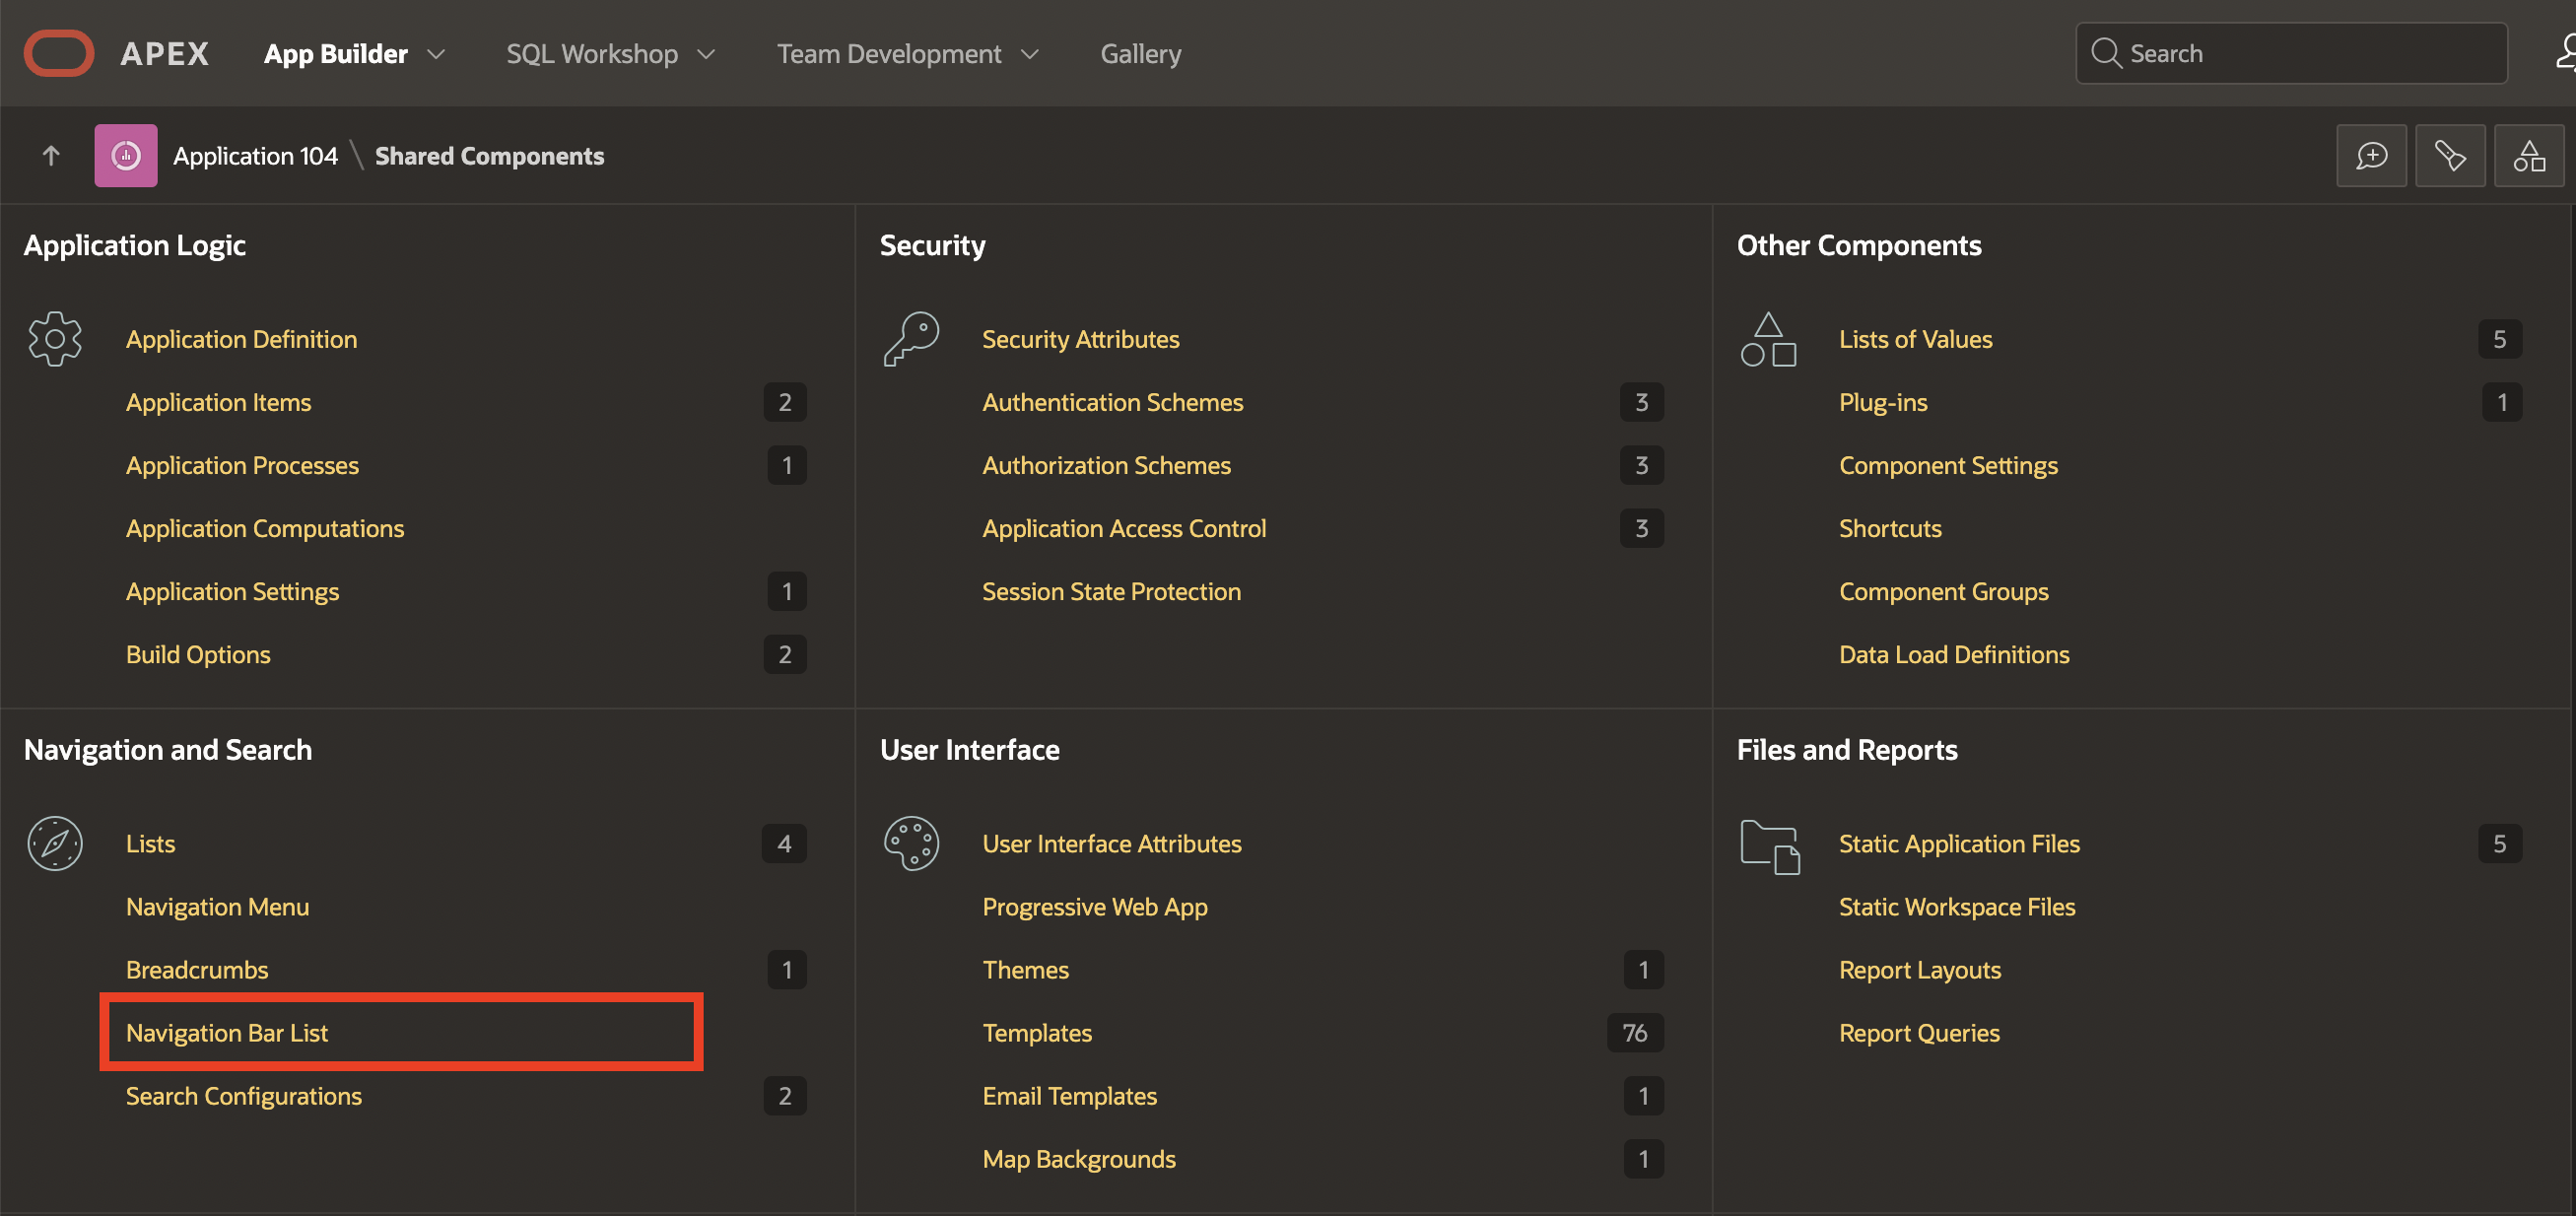 APEX App Builder SQL Workshop Team Development Gallery Search
Application 104 \ Shared Components
Application Logic
Application Definition
Application Items 2
Application Processes 1
Application Computations
Application Settings 1
Build Options 2
Security
Security Attributes
Authentication Schemes 3
Authorization Schemes 3
Application Access Control 3
Session State Protection
Other Components
Lists of Values 5
Plug-ins 1
Component Settings
Shortcuts
Component Groups
Data Load Definitions
Navigation and Search
Lists 4
Navigation Menu
Breadcrumbs 1
Navigation Bar List
Search Configurations 2
User Interface
User Interface Attributes
Progressive Web App
Themes 1
Templates 76
Email Templates 1
Map Backgrounds 1
Files and Reports
Static Application Files 5
Static Workspace Files
Report Layouts
Report Queries